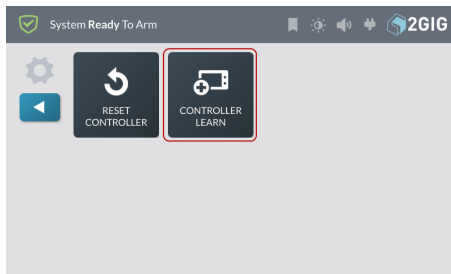 System Ready To Arm
2GIG
RESET
CONTROLLER
CONTROLLER
LEARN